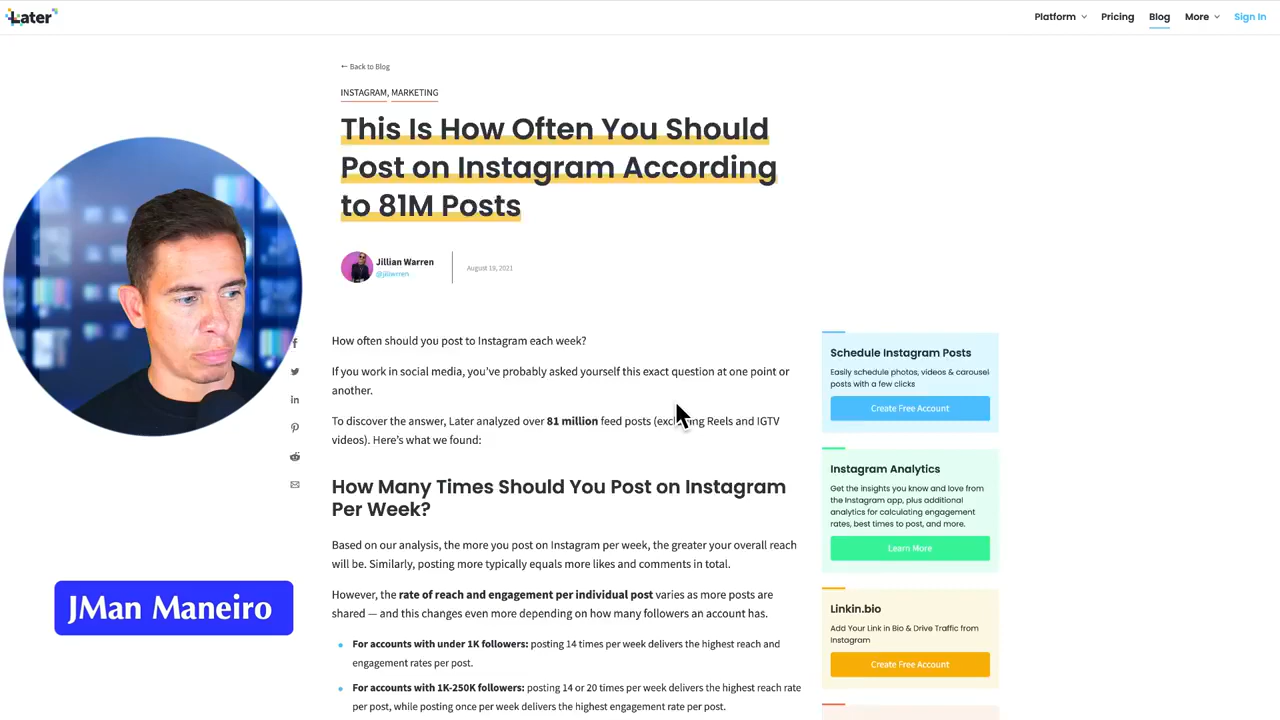 Later
Platform
Pricing
Blog
More
Sign In
← Back to Blog
INSTAGRAM, MARKETING
This Is How Often You Should
Post on Instagram According
to 81M Posts
Jillian Warren
@jillwrren
August 19, 2021
How often should you post to Instagram each week?
If you work in social media, you've probably asked yourself this exact question at one point or
another.
To discover the answer, Later analyzed over 81 million feed posts (excluding Reels and IGTV
videos). Here's what we found:
How Many Times Should You Post on Instagram
Per Week?
Based on our analysis, the more you post on Instagram per week, the greater your overall reach
will be. Similarly, posting more typically equals more likes and comments in total.
However, the rate of reach and engagement per individual post varies as more posts are
shared — and this changes even more depending on how many followers an account has.
For accounts with under 1K followers: posting 14 times per week delivers the highest reach and
engagement rates per post.
For accounts with 1K-250K followers: posting 14 or 20 times per week delivers the highest reach rate
per post, while posting once per week delivers the highest engagement rate per post.
Schedule Instagram Posts
Easily schedule photos, videos & carousel
posts with a few clicks
Create Free Account
Instagram Analytics
Get the insights you know and love from
the Instagram app, plus additional
analytics for calculating engagement
rates, best times to post, and more.
Learn More
Linkin.bio
Add Your Link in Bio & Drive Traffic from
Instagram
Create Free Account
JMan Maneiro